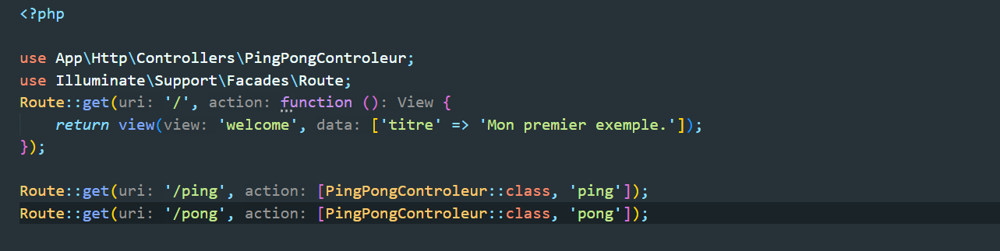 <?php
use App\Http\Controllers\PingPongControleur;
use Illuminate\Support\Facades\Route;
Route::get(uri: '/', action: function (): View {
    return view(view: 'welcome', data: ['titre' => 'Mon premier exemple.']);
});
Route::get(uri: '/ping', action: [PingPongControleur::class, 'ping']);
Route::get(uri: '/pong', action: [PingPongControleur::class, 'pong']);